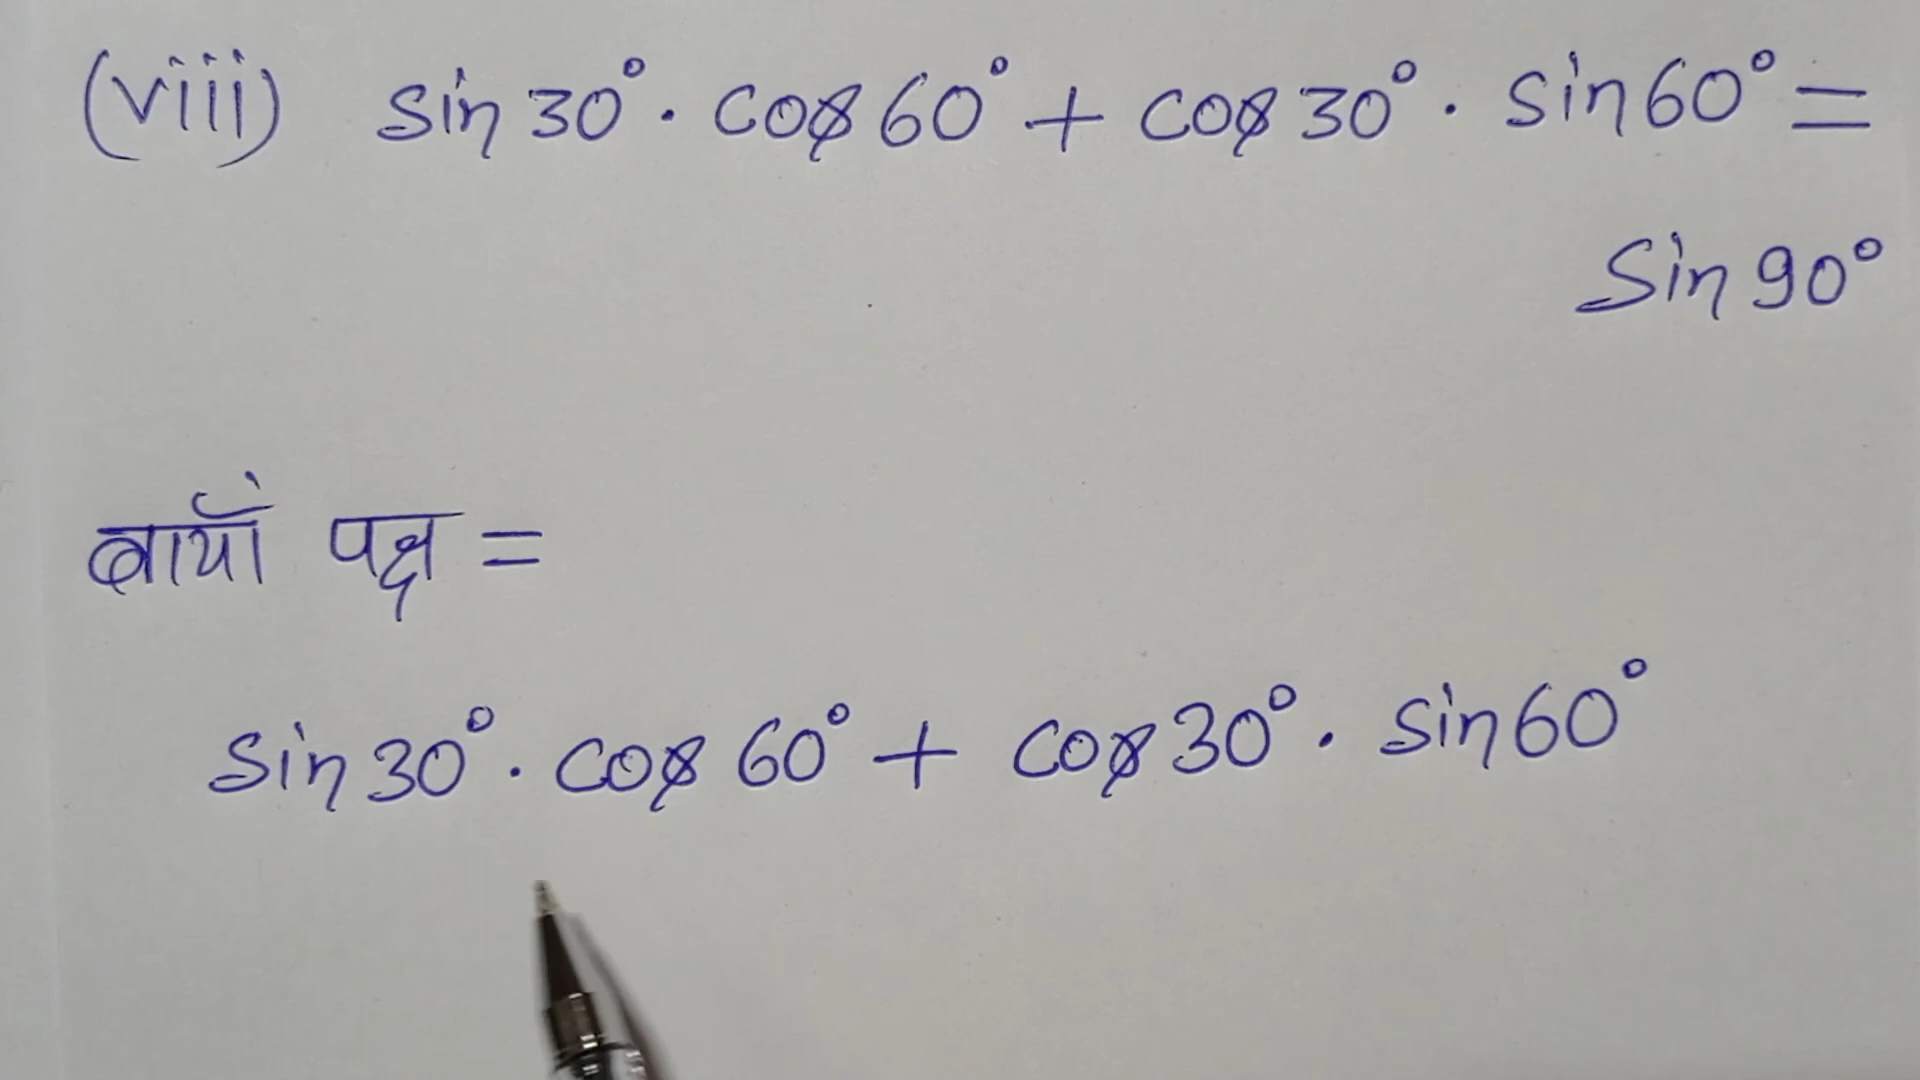 (viii) sin 30° · cos 60° + cos 30° · sin 60° =
sin 90°
बायाँ पक्ष =
sin 30° · cos 60° + cos 30° · sin 60°